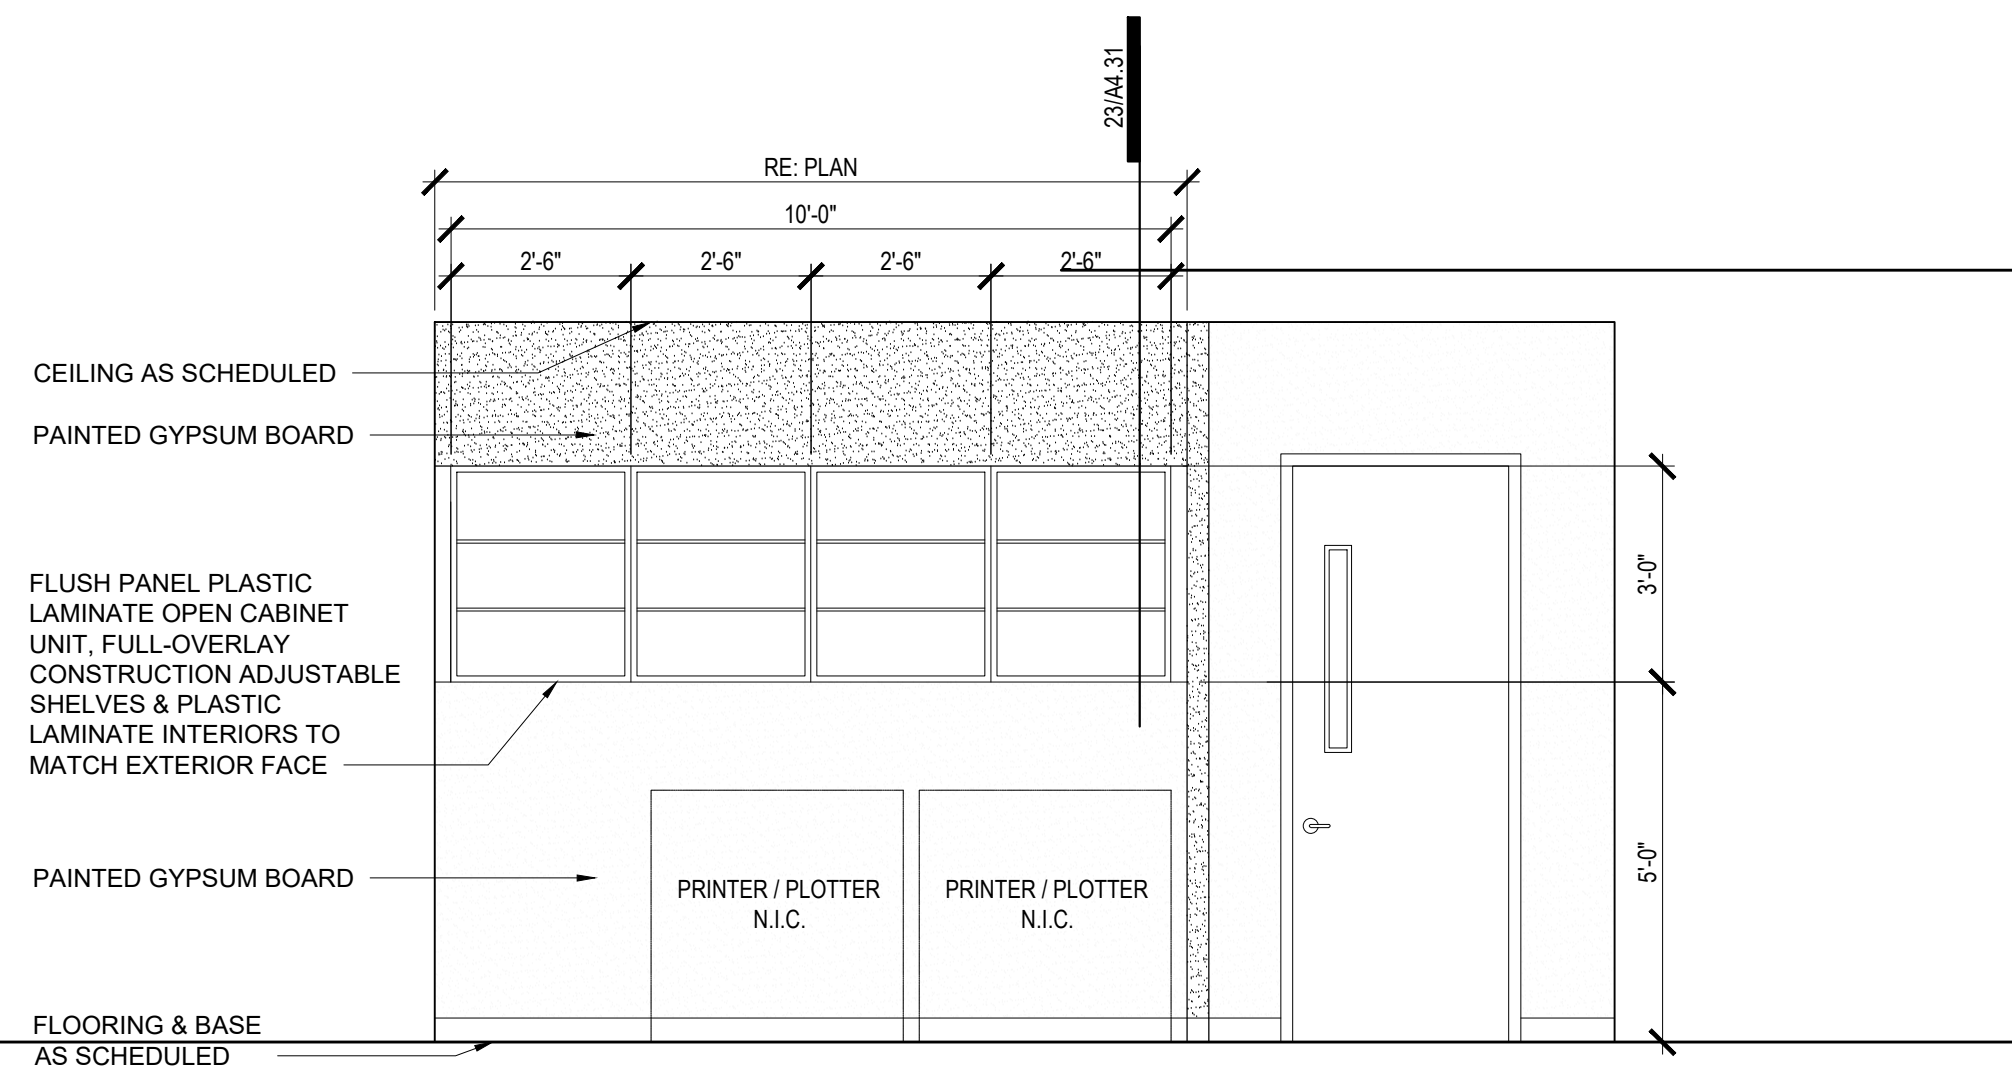 23/A4.31
RE: PLAN
10'-0"
2'-6"
2'-6"
2'-6"
2'-6"
CEILING AS SCHEDULED
PAINTED GYPSUM BOARD
FLUSH PANEL PLASTIC
LAMINATE OPEN CABINET
UNIT, FULL-OVERLAY
CONSTRUCTION ADJUSTABLE
SHELVES & PLASTIC
LAMINATE INTERIORS TO
MATCH EXTERIOR FACE
3'-0"
5'-0"
PAINTED GYPSUM BOARD
PRINTER / PLOTTER
N.I.C.
PRINTER / PLOTTER
N.I.C.
FLOORING & BASE
AS SCHEDULED